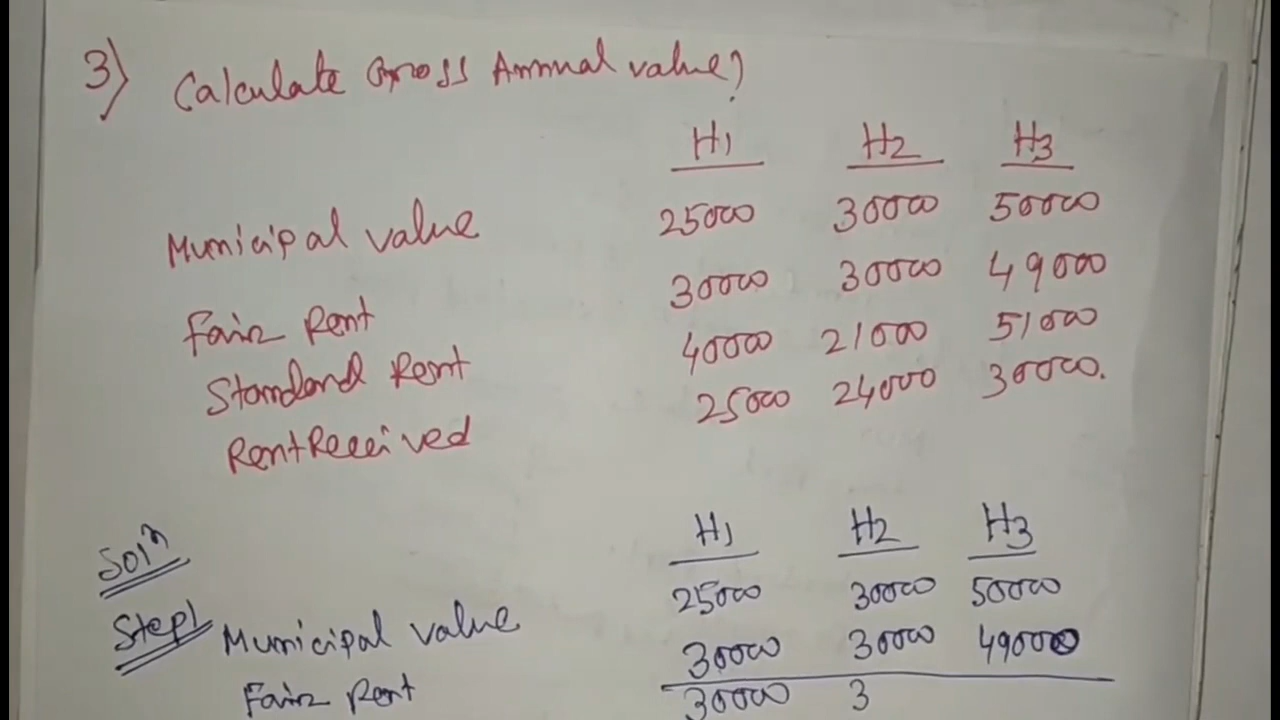 3) Calculate Gross Annual value?
H1 H2 H3
Municipal value 25000 30000 50000
Fair Rent 30000 30000 49000
Standard Rent 40000 21000 51000
Rent Received 25000 24000 30000.
Soln H1 H2 H3
Step1 Municipal value 25000 30000 50000
Fair Rent 30000 30000 49000
30000 3